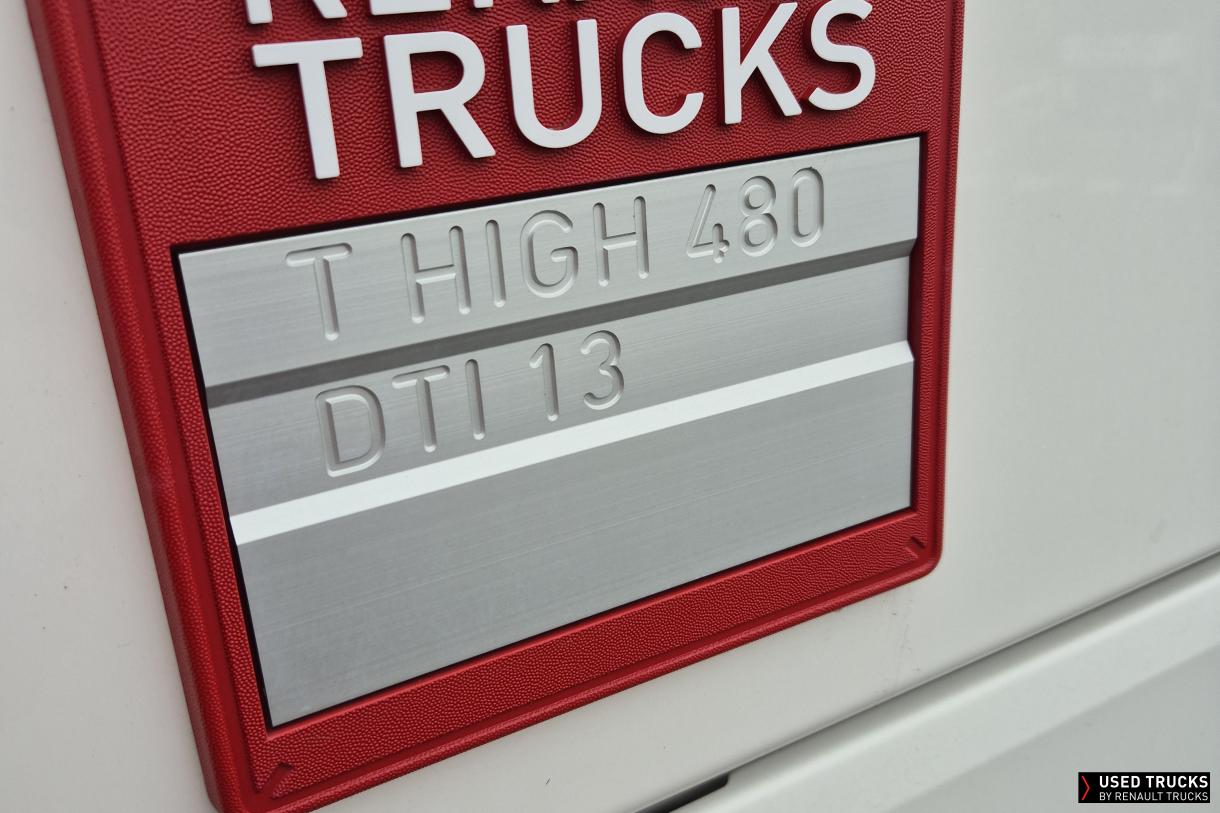 TRUCKS
T HIGH 480
DTI 13
USED TRUCKS
BY RENAULT TRUCKS